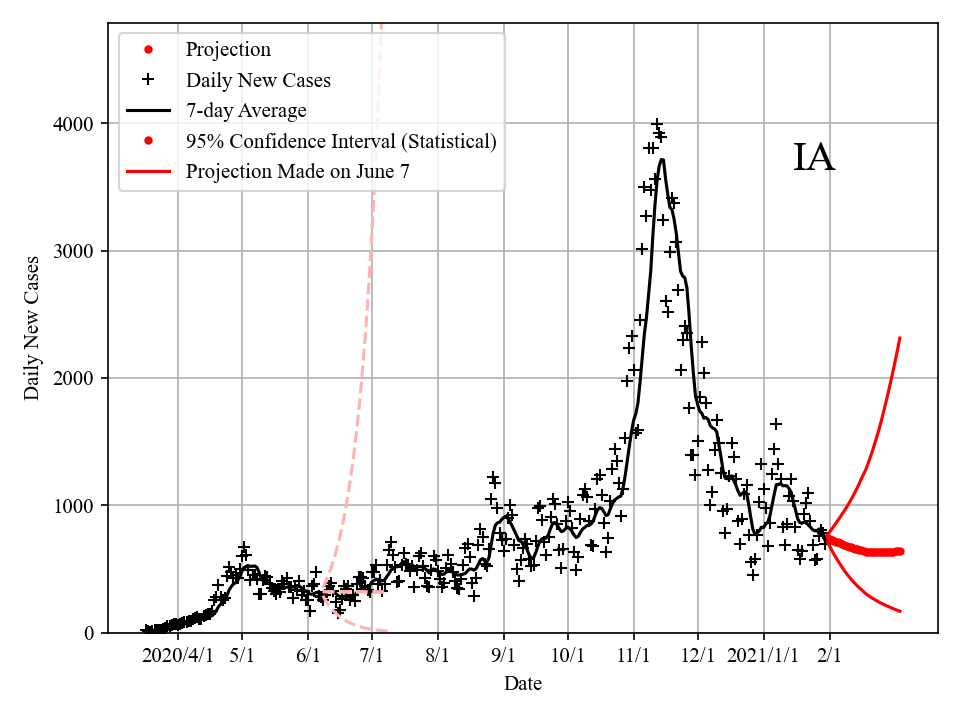 Projection
Daily New Cases
7-day Average
95% Confidence Interval (Statistical)
Projection Made on June 7
IA
4000
3000
2000
1000
0
Daily New Cases
2020/4/1 5/1 6/1 7/1 8/1 9/1 10/1 11/1 12/1 2021/1/1 2/1
Date